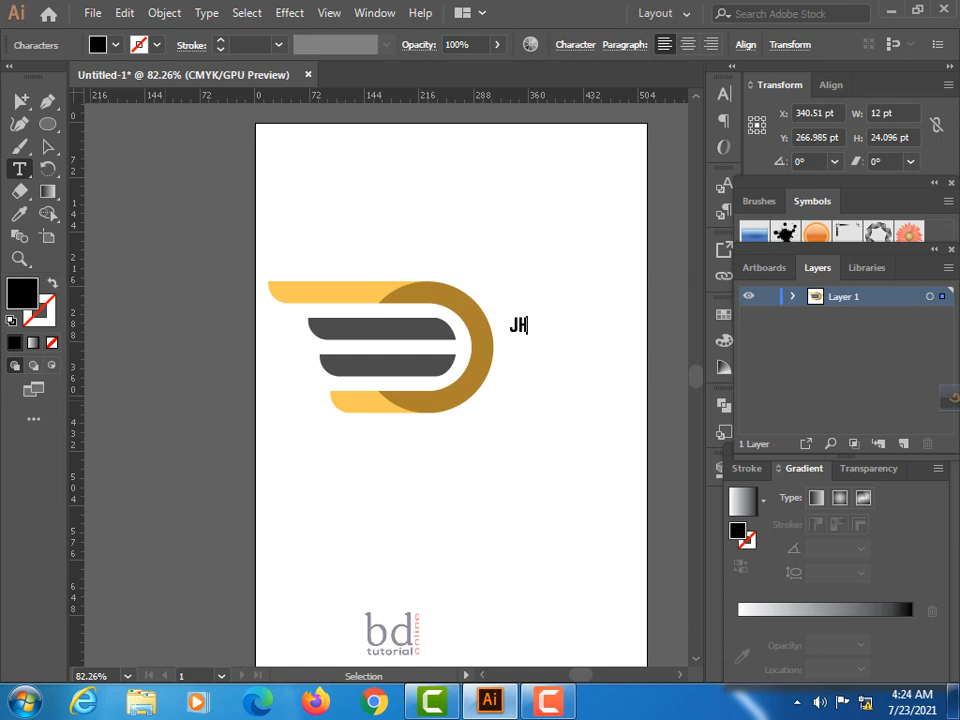 Ai File Edit Object Type Select Effect View Window Help Layout Search Adobe Stock
Characters Stroke: Opacity: 100% Character Paragraph: Align Transform
Untitled-1* @ 82.26% (CMYK/GPU Preview) ×
216 144 72 0 72 144 216 288 360 432 504
Transform Align
X: 340.51 pt W: 12 pt
Y: 266.985 pt H: 24.096 pt
0° 0°
Brushes Symbols
Artboards Layers Libraries
Layer 1
JH
1 Layer
Stroke Gradient Transparency
Type:
Stroke:
Opacity:
Location:
bd
tutorial
online
82.26% 1 Selection
4:24 AM
7/23/2021